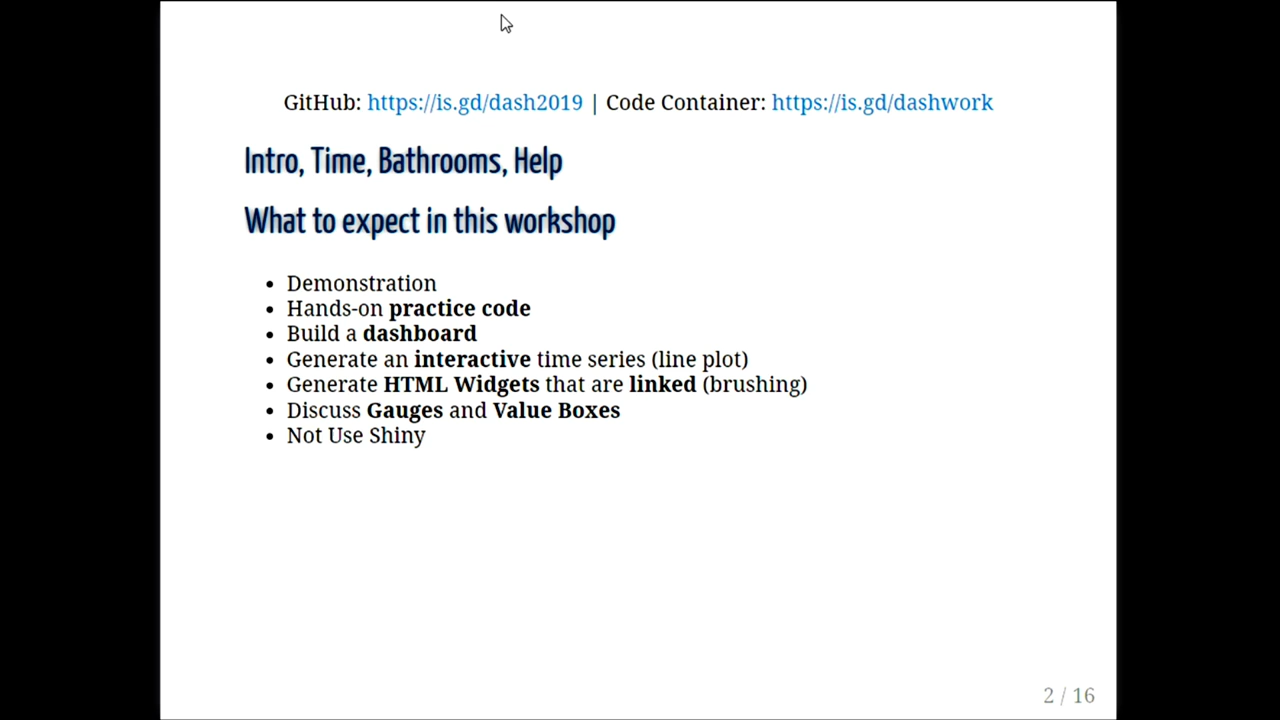 GitHub: https://is.gd/dash2019 | Code Container: https://is.gd/dashwork
Intro, Time, Bathrooms, Help
What to expect in this workshop
• Demonstration
• Hands-on practice code
• Build a dashboard
• Generate an interactive time series (line plot)
• Generate HTML Widgets that are linked (brushing)
• Discuss Gauges and Value Boxes
• Not Use Shiny
2 / 16